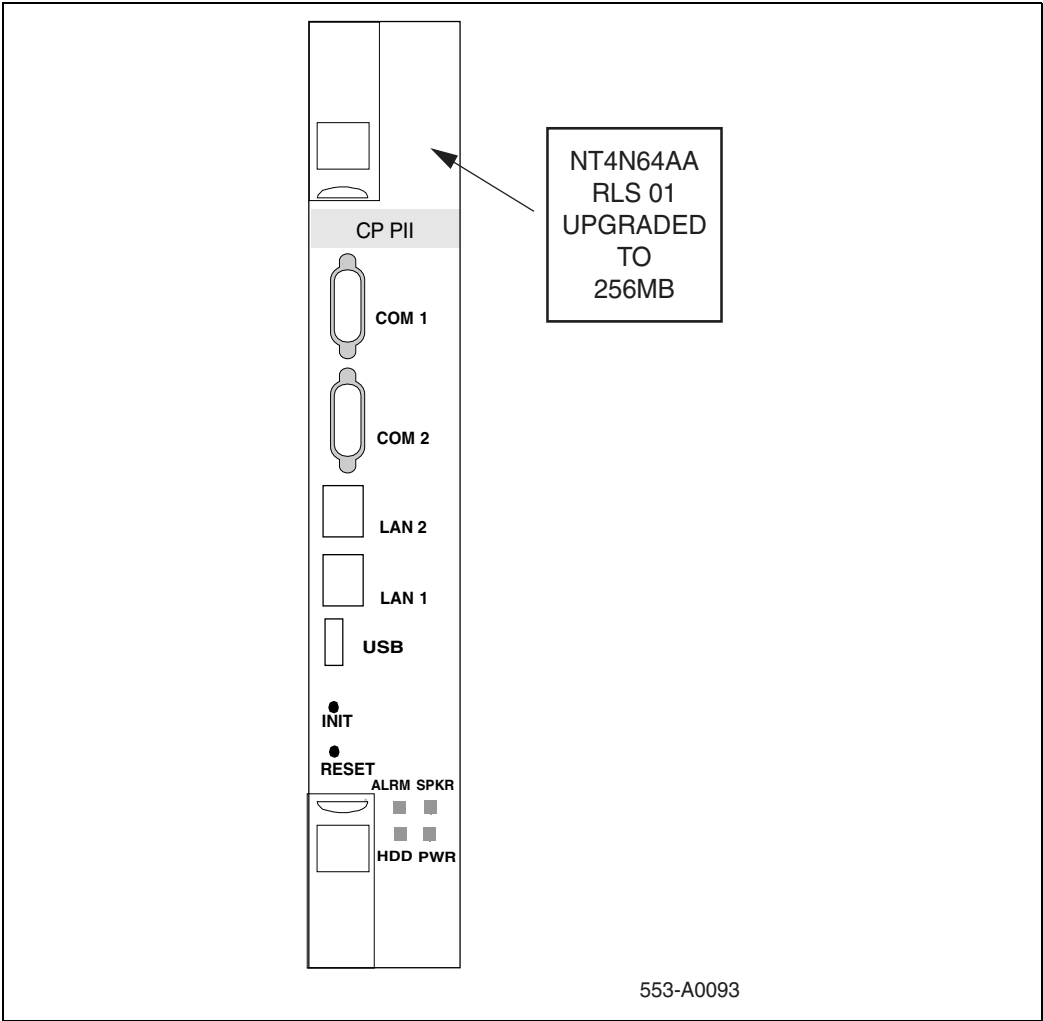 NT4N64AA
RLS 01
UPGRADED
TO
256MB
CP PII
COM 1
COM 2
LAN 2
LAN 1
USB
INIT
RESET
ALRM SPKR
HDD PWR
553-A0093